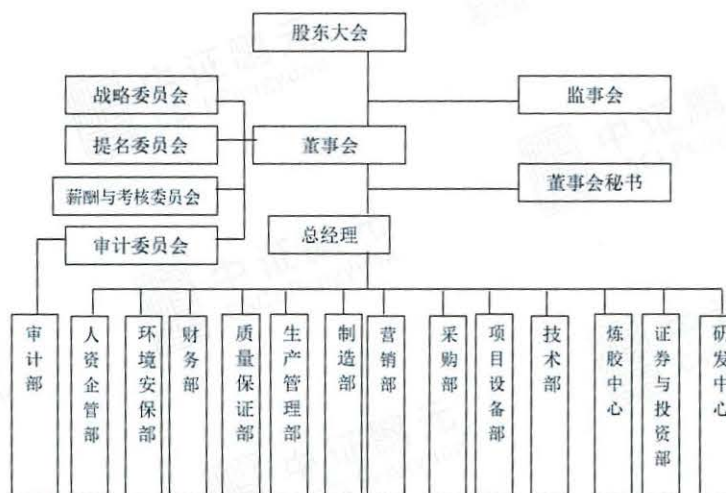 股东大会
战略委员会
监事会
提名委员会
董事会
薪酬与考核委员会
董事会秘书
审计委员会
总经理
审计部
人资企管部
环境安保部
财务部
质量保证部
生产管理部
制造部
营销部
采购部
项目设备部
技术部
炼胶中心
证券与投资部
研发中心